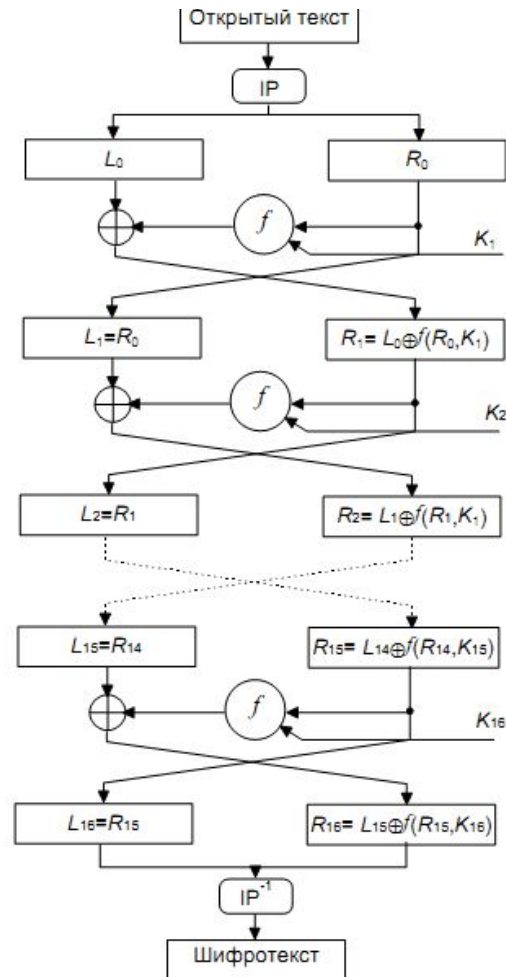 Открытый текст
IP
L₀
R₀
f
K₁
L₁=R₀
R₁= L₀⊕f(R₀,K₁)
f
K₂
L₂=R₁
R₂= L₁⊕f(R₁,K₁)
L₁₅=R₁₄
R₁₅= L₁₄⊕f(R₁₄,K₁₅)
f
K₁₆
L₁₆=R₁₅
R₁₆= L₁₅⊕f(R₁₅,K₁₆)
IP⁻¹
Шифротекст